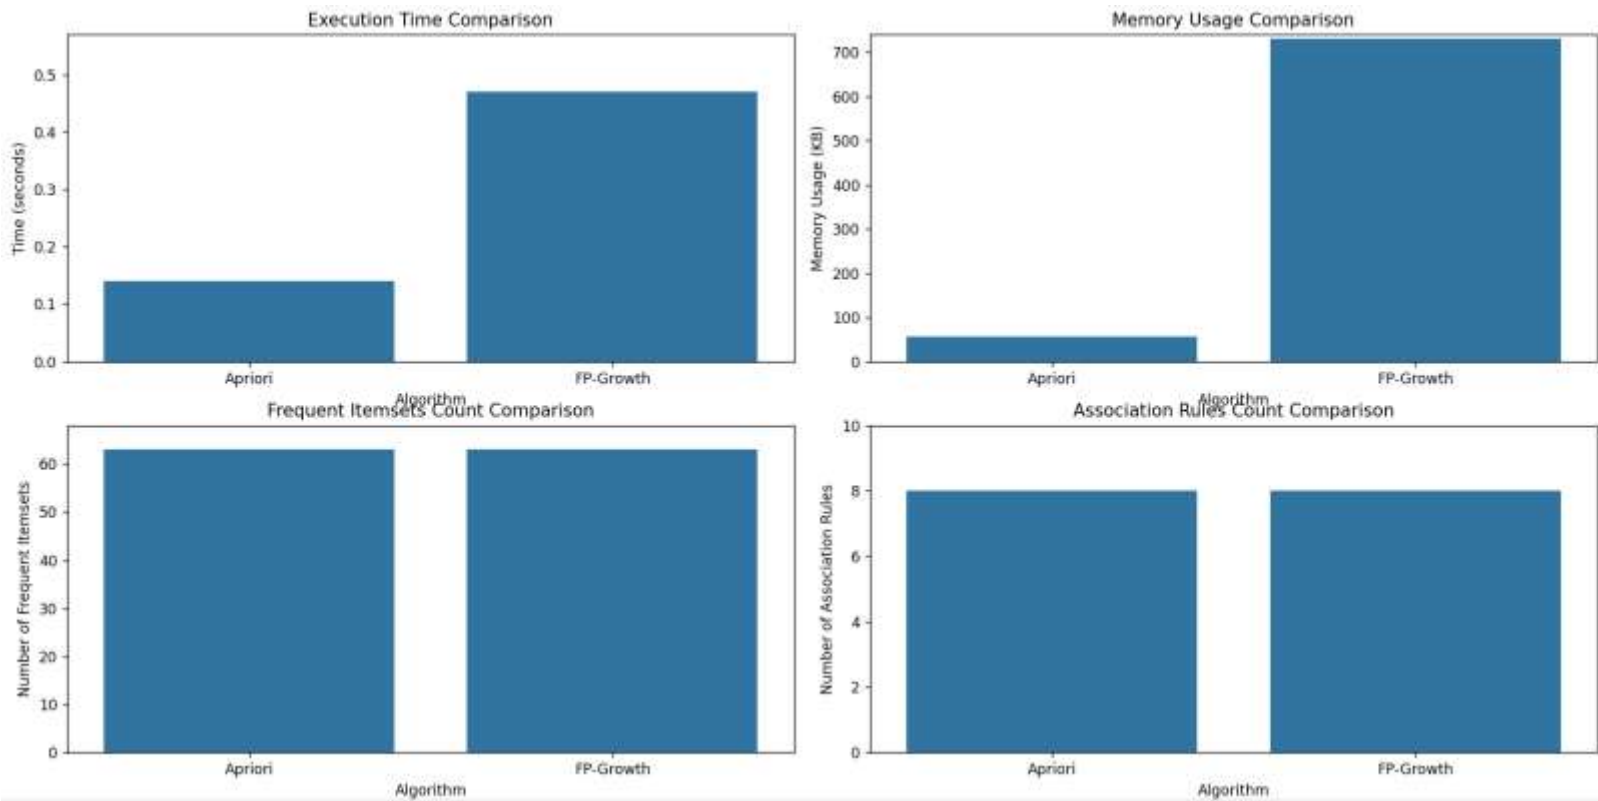 Execution Time Comparison
Time (seconds)
0.5
0.4
0.3
0.2
0.1
0.0
Apriori
FP-Growth
Algorithm
Memory Usage Comparison
Memory Usage (KB)
700
600
500
400
300
200
100
0
Apriori
FP-Growth
Algorithm
Frequent Itemsets Count Comparison
Number of Frequent Itemsets
60
50
40
30
20
10
0
Apriori
FP-Growth
Algorithm
Association Rules Count Comparison
Number of Association Rules
10
8
6
4
2
0
Apriori
FP-Growth
Algorithm